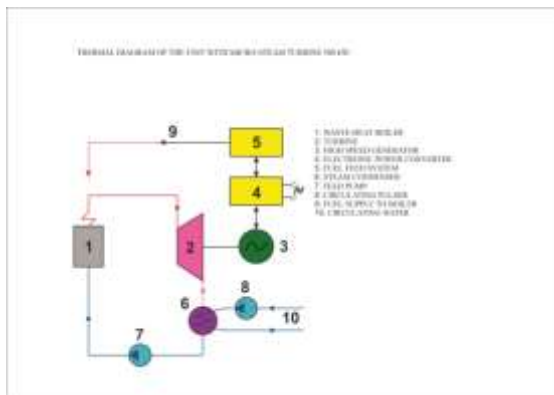 THERMAL DIAGRAM OF THE UNIT WITH MICRO STEAM TURBINE
9
5
4
1
2
3
6
8
10
7
1. WASTE HEAT BOILER
2. TURBINE
3. HIGH SPEED GENERATOR
4. ELECTRONIC POWER CONVERTER
5. FUEL FEED SYSTEM
6. STEAM CONDENSER
7. FEED PUMP
8. CIRCULATING
9. FUEL SUPPLY TO BOILER
10. CIRCULATING WATER